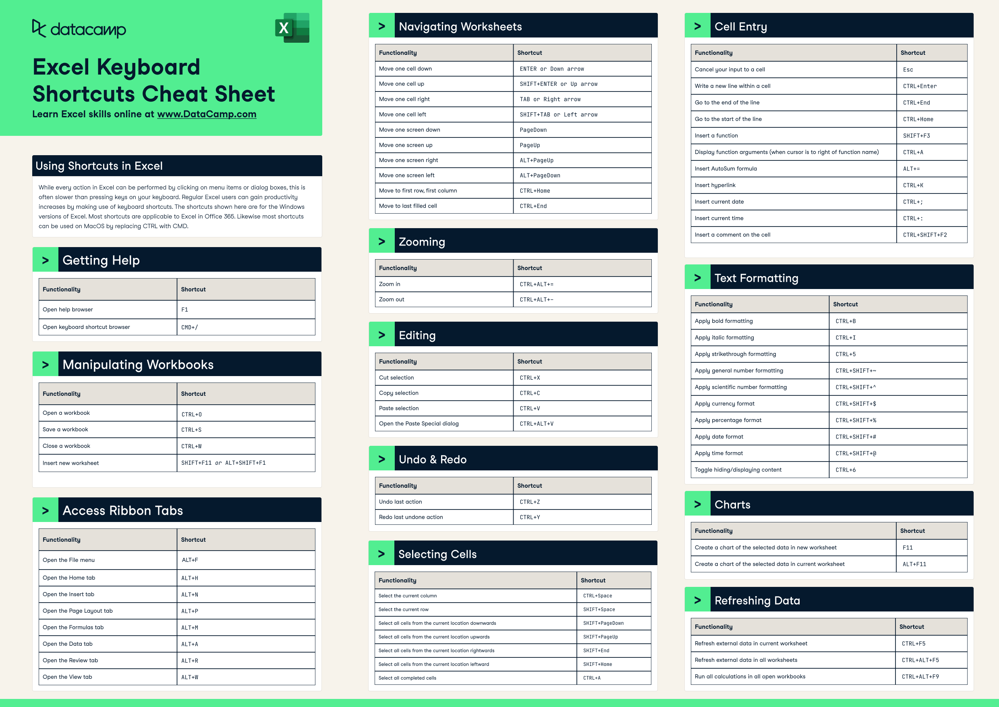 datacamp
X
Excel Keyboard
Shortcuts Cheat Sheet
Learn Excel skills online at www.DataCamp.com
Using Shortcuts in Excel
While every action in Excel can be performed by clicking on menu items or dialog boxes, this is
often slower than pressing keys on your keyboard. Regular Excel users can gain productivity
increases by making use of keyboard shortcuts. The shortcuts shown here are for the Windows
versions of Excel. Most shortcuts are applicable to Excel in Office 365. Likewise most shortcuts
can be used on MacOS by replacing CTRL with CMD.
> Getting Help
Functionality Shortcut
Open help browser F1
Open keyboard shortcut browser CMD+/
> Manipulating Workbooks
Functionality Shortcut
Open a workbook CTRL+O
Save a workbook CTRL+S
Close a workbook CTRL+W
Insert new worksheet SHIFT+F11 or ALT+SHIFT+F1
> Access Ribbon Tabs
Functionality Shortcut
Open the File menu ALT+F
Open the Home tab ALT+H
Open the Insert tab ALT+N
Open the Page Layout tab ALT+P
Open the Formulas tab ALT+M
Open the Data tab ALT+A
Open the Review tab ALT+R
Open the View tab ALT+W
> Navigating Worksheets
Functionality Shortcut
Move one cell down ENTER or Down arrow
Move one cell up SHIFT+ENTER or Up arrow
Move one cell right TAB or Right arrow
Move one cell left SHIFT+TAB or Left arrow
Move one screen down PageDown
Move one screen up PageUp
Move one screen right ALT+PageUp
Move one screen left ALT+PageDown
Move to first row, first column CTRL+Home
Move to last filled cell CTRL+End
> Zooming
Functionality Shortcut
Zoom in CTRL+ALT+=
Zoom out CTRL+ALT+-
> Editing
Functionality Shortcut
Cut selection CTRL+X
Copy selection CTRL+C
Paste selection CTRL+V
Open the Paste Special dialog CTRL+ALT+V
> Undo & Redo
Functionality Shortcut
Undo last action CTRL+Z
Redo last undone action CTRL+Y
> Selecting Cells
Functionality Shortcut
Select the current column CTRL+Space
Select the current row SHIFT+Space
Select all cells from the current location downwards SHIFT+PageDown
Select all cells from the current location upwards SHIFT+PageUp
Select all cells from the current location rightwards SHIFT+End
Select all cells from the current location leftward SHIFT+Home
Select all completed cells CTRL+A
> Cell Entry
Functionality Shortcut
Cancel your input to a cell Esc
Write a new line within a cell CTRL+Enter
Go to the end of the line CTRL+End
Go to the start of the line CTRL+Home
Insert a function SHIFT+F3
Display function arguments (when cursor is to right of function name) CTRL+A
Insert AutoSum formula ALT+=
Insert hyperlink CTRL+K
Insert current date CTRL+;
Insert current time CTRL+:
Insert a comment on the cell CTRL+SHIFT+F2
> Text Formatting
Functionality Shortcut
Apply bold formatting CTRL+B
Apply italic formatting CTRL+I
Apply strikethrough formatting CTRL+5
Apply general number formatting CTRL+SHIFT+~
Apply scientific number formatting CTRL+SHIFT+^
Apply currency format CTRL+SHIFT+$
Apply percentage format CTRL+SHIFT+%
Apply date format CTRL+SHIFT+#
Apply time format CTRL+SHIFT+@
Toggle hiding/displaying content CTRL+6
> Charts
Functionality Shortcut
Create a chart of the selected data in new worksheet F11
Create a chart of the selected data in current worksheet ALT+F11
> Refreshing Data
Functionality Shortcut
Refresh external data in current worksheet CTRL+F5
Refresh external data in all worksheets CTRL+ALT+F5
Run all calculations in all open workbooks CTRL+ALT+F9